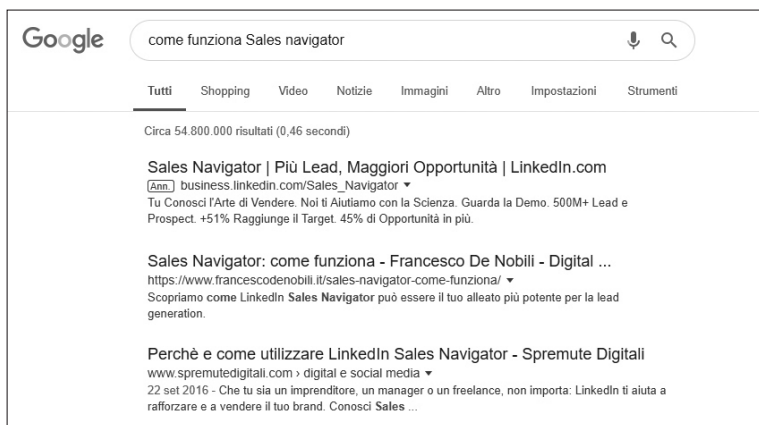 Google come funziona Sales navigator
Tutti Shopping Video Notizie Immagini Altro Impostazioni Strumenti
Circa 54.800.000 risultati (0,46 secondi)
Sales Navigator | Più Lead, Maggiori Opportunità | LinkedIn.com
Ann. business.linkedin.com/Sales_Navigator
Tu Conosci l'Arte di Vendere. Noi ti Aiutiamo con la Scienza. Guarda la Demo. 500M+ Lead e
Prospect. +51% Raggiunge il Target. 45% di Opportunità in più.
Sales Navigator: come funziona - Francesco De Nobili - Digital ...
https://www.francescodenobili.it/sales-navigator-come-funziona/
Scopriamo come LinkedIn Sales Navigator può essere il tuo alleato più potente per la lead
generation.
Perchè e come utilizzare LinkedIn Sales Navigator - Spremute Digitali
www.spremutedigitali.com › digital e social media
22 set 2016 - Che tu sia un imprenditore, un manager o un freelance, non importa: LinkedIn ti aiuta a
rafforzare e a vendere il tuo brand. Conosci Sales ...